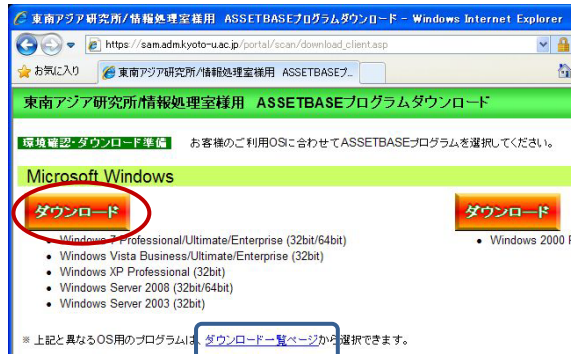 東南アジア研究所/情報処理室様用 ASSETBASEプログラムダウンロード - Windows Internet Explorer
https://sam.adm.kyoto-u.ac.jp/portal/scan/download_client.asp
お気に入り 東南アジア研究所/情報処理室様用 ASSETBASEプ...
東南アジア研究所/情報処理室様用 ASSETBASEプログラムダウンロード
環境確認・ダウンロード準備 お客様のご利用OSに合わせてASSETBASEプログラムを選択してください。
Microsoft Windows
ダウンロード ダウンロード
• Windows 7 Professional/Ultimate/Enterprise (32bit/64bit) • Windows 2000
• Windows Vista Business/Ultimate/Enterprise (32bit)
• Windows XP Professional (32bit)
• Windows Server 2008 (32bit/64bit)
• Windows Server 2003 (32bit)
※ 上記と異なるOS用のプログラムは、ダウンロード一覧ページから選択できます。